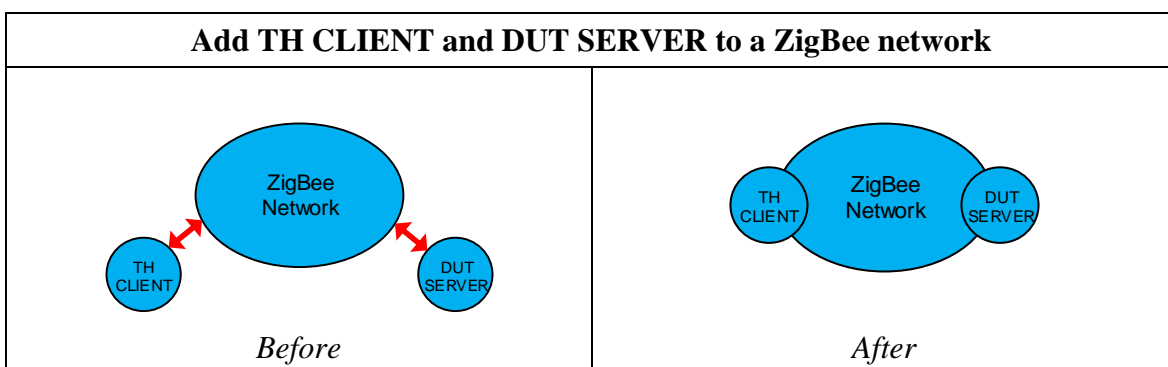 Add TH CLIENT and DUT SERVER to a ZigBee network
ZigBee
Network
TH
CLIENT
DUT
SERVER
Before
ZigBee
Network
TH
CLIENT
DUT
SERVER
After